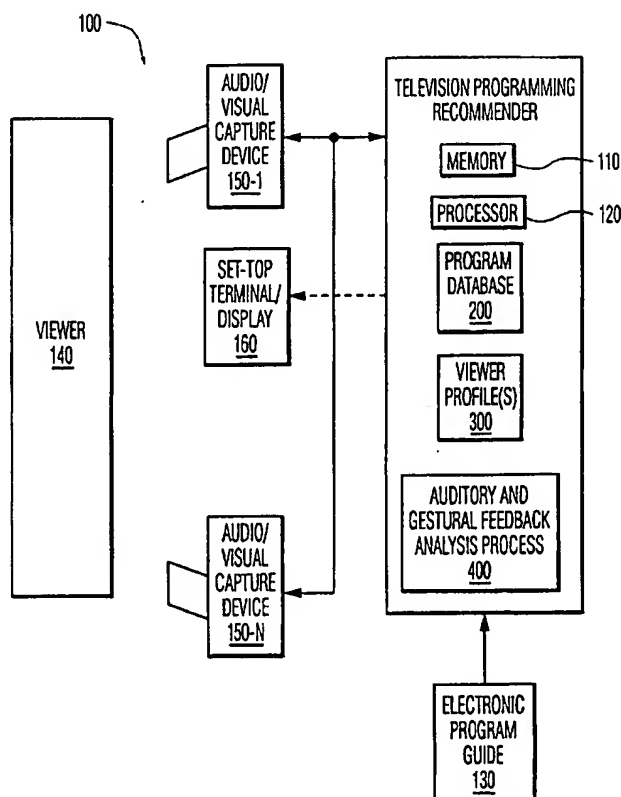 100
AUDIO/
VISUAL
CAPTURE
DEVICE
150-1
TELEVISION PROGRAMMING
RECOMMENDER
MEMORY
110
PROCESSOR
120
PROGRAM
DATABASE
200
SET-TOP
TERMINAL/
DISPLAY
160
VIEWER
140
VIEWER
PROFILE(S)
300
AUDITORY AND
GESTURAL FEEDBACK
ANALYSIS PROCESS
400
AUDIO/
VISUAL
CAPTURE
DEVICE
150-N
ELECTRONIC
PROGRAM
GUIDE
130